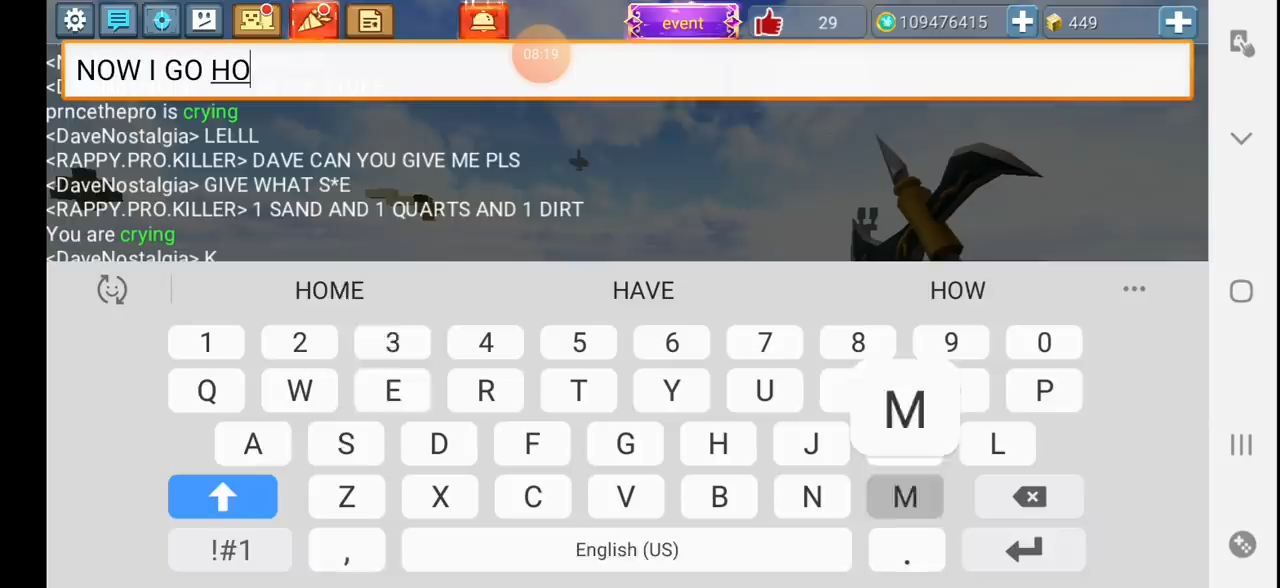 event 29 109476415 449
08:19
NOW I GO HO
prncethepro is crying
<DaveNostalgia> LELLL
<RAPPY.PRO.KILLER> DAVE CAN YOU GIVE ME PLS
<DaveNostalgia> GIVE WHAT S*E
<RAPPY.PRO.KILLER> 1 SAND AND 1 QUARTS AND 1 DIRT
You are crying
<DaveNostalgia> K
HOME HAVE HOW
1 2 3 4 5 6 7 8 9 0
Q W E R T Y U P
M
A S D F G H J L
Z X C V B N M
!#1 , English (US) .